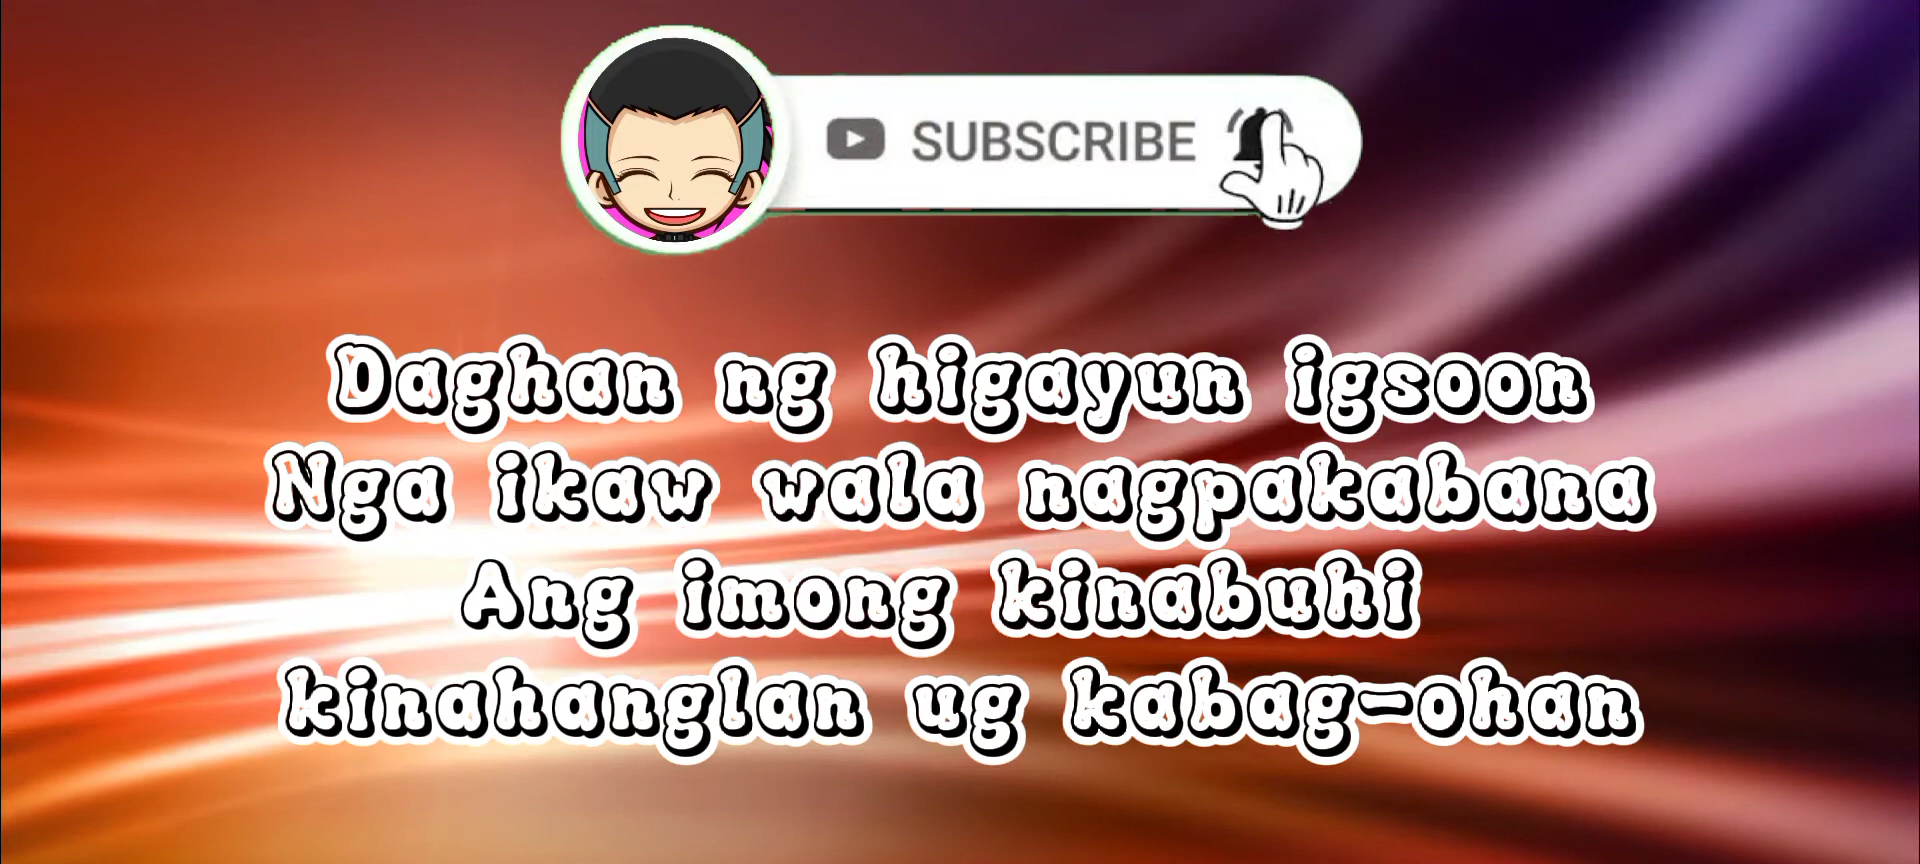 SUBSCRIBE
Daghan ng higayun igsoon
Nga ikaw wala nagpakabana
Ang imong kinabuhi
kinahanglan ug kabag-ohan